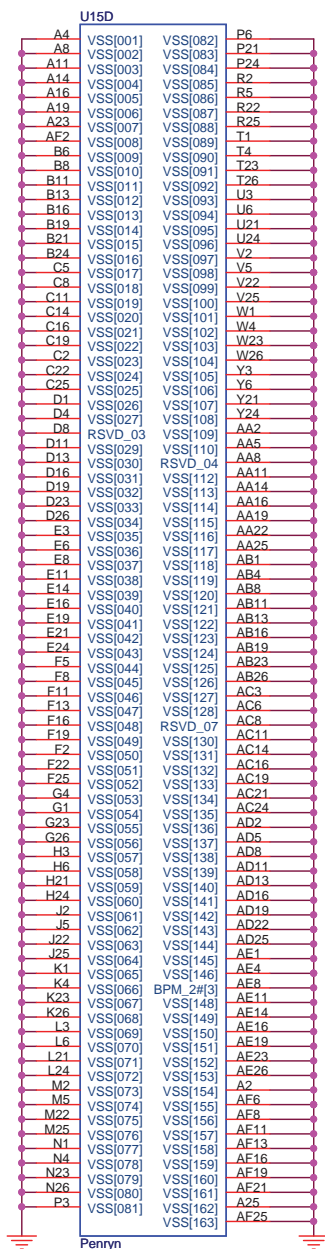 U15D
A4 VSS[001] VSS[082] P6
A8 VSS[002] VSS[083] P21
A11 VSS[003] VSS[084] P24
A14 VSS[004] VSS[085] R2
A16 VSS[005] VSS[086] R5
A19 VSS[006] VSS[087] R22
A23 VSS[007] VSS[088] R25
AF2 VSS[008] VSS[089] T1
B6 VSS[009] VSS[090] T4
B8 VSS[010] VSS[091] T23
B11 VSS[011] VSS[092] T26
B13 VSS[012] VSS[093] U3
B16 VSS[013] VSS[094] U6
B19 VSS[014] VSS[095] U21
B21 VSS[015] VSS[096] U24
B24 VSS[016] VSS[097] V2
C5 VSS[017] VSS[098] V5
C8 VSS[018] VSS[099] V22
C11 VSS[019] VSS[100] V25
C14 VSS[020] VSS[101] W1
C16 VSS[021] VSS[102] W4
C19 VSS[022] VSS[103] W23
C2 VSS[023] VSS[104] W26
C22 VSS[024] VSS[105] Y3
C25 VSS[025] VSS[106] Y6
D1 VSS[026] VSS[107] Y21
D4 VSS[027] VSS[108] Y24
D8 RSVD_03 VSS[109] AA2
D11 VSS[029] VSS[110] AA5
D13 VSS[030] RSVD_04 AA8
D16 VSS[031] VSS[112] AA11
D19 VSS[032] VSS[113] AA14
D23 VSS[033] VSS[114] AA16
D26 VSS[034] VSS[115] AA19
E3 VSS[035] VSS[116] AA22
E6 VSS[036] VSS[117] AA25
E8 VSS[037] VSS[118] AB1
E11 VSS[038] VSS[119] AB4
E14 VSS[039] VSS[120] AB8
E16 VSS[040] VSS[121] AB11
E19 VSS[041] VSS[122] AB13
E21 VSS[042] VSS[123] AB16
E24 VSS[043] VSS[124] AB19
F5 VSS[044] VSS[125] AB23
F8 VSS[045] VSS[126] AB26
F11 VSS[046] VSS[127] AC3
F13 VSS[047] VSS[128] AC6
F16 VSS[048] RSVD_07 AC8
F19 VSS[049] VSS[130] AC11
F2 VSS[050] VSS[131] AC14
F22 VSS[051] VSS[132] AC16
F25 VSS[052] VSS[133] AC19
G4 VSS[053] VSS[134] AC21
G1 VSS[054] VSS[135] AC24
G23 VSS[055] VSS[136] AD2
G26 VSS[056] VSS[137] AD5
H3 VSS[057] VSS[138] AD8
H6 VSS[058] VSS[139] AD11
H21 VSS[059] VSS[140] AD13
H24 VSS[060] VSS[141] AD16
J2 VSS[061] VSS[142] AD19
J5 VSS[062] VSS[143] AD22
J22 VSS[063] VSS[144] AD25
J25 VSS[064] VSS[145] AE1
K1 VSS[065] VSS[146] AE4
K4 VSS[066] BPM_2#[3] AE8
K23 VSS[067] VSS[148] AE11
K26 VSS[068] VSS[149] AE14
L3 VSS[069] VSS[150] AE16
L6 VSS[070] VSS[151] AE19
L21 VSS[071] VSS[152] AE23
L24 VSS[072] VSS[153] AE26
M2 VSS[073] VSS[154] A2
M5 VSS[074] VSS[155] AF6
M22 VSS[075] VSS[156] AF8
M25 VSS[076] VSS[157] AF11
N1 VSS[077] VSS[158] AF13
N4 VSS[078] VSS[159] AF16
N23 VSS[079] VSS[160] AF19
N26 VSS[080] VSS[161] AF21
P3 VSS[081] VSS[162] A25
VSS[163] AF25
Penryn